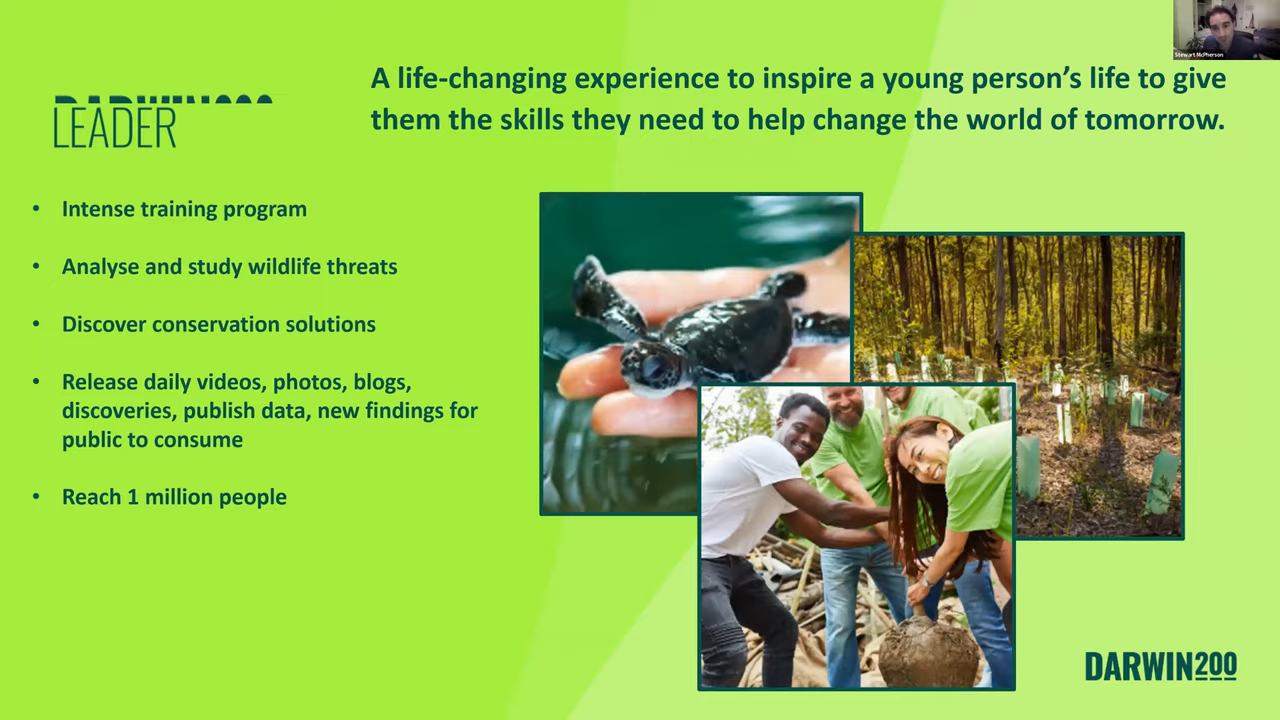 Stewart McPherson
A life-changing experience to inspire a young person's life to give
them the skills they need to help change the world of tomorrow.
DARWIN200
LEADER
• Intense training program
• Analyse and study wildlife threats
• Discover conservation solutions
• Release daily videos, photos, blogs,
discoveries, publish data, new findings for
public to consume
• Reach 1 million people
DARWIN200